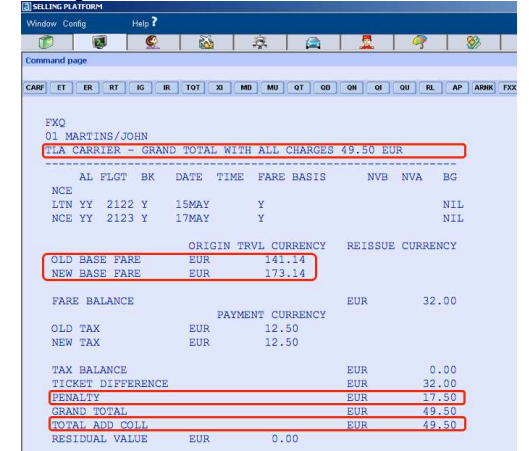 SELLING PLATFORM
Window Config Help ?
Command page
CARF ET ER RT IG IR TQT XI MD MU QT QD QN QI QU RL AP ARNK FXX
FXQ
01 MARTINS/JOHN
TLA CARRIER - GRAND TOTAL WITH ALL CHARGES 49.50 EUR
------------------------------------------------------
AL FLGT BK DATE TIME FARE BASIS NVB NVA BG
NCE
LTN YY 2122 Y 15MAY Y NIL
NCE YY 2123 Y 17MAY Y NIL
ORIGIN TRVL CURRENCY REISSUE CURRENCY
OLD BASE FARE EUR 141.14
NEW BASE FARE EUR 173.14
FARE BALANCE EUR 32.00
PAYMENT CURRENCY
OLD TAX EUR 12.50
NEW TAX EUR 12.50
TAX BALANCE EUR 0.00
TICKET DIFFERENCE EUR 32.00
PENALTY EUR 17.50
GRAND TOTAL EUR 49.50
TOTAL ADD COLL EUR 49.50
RESIDUAL VALUE EUR 0.00